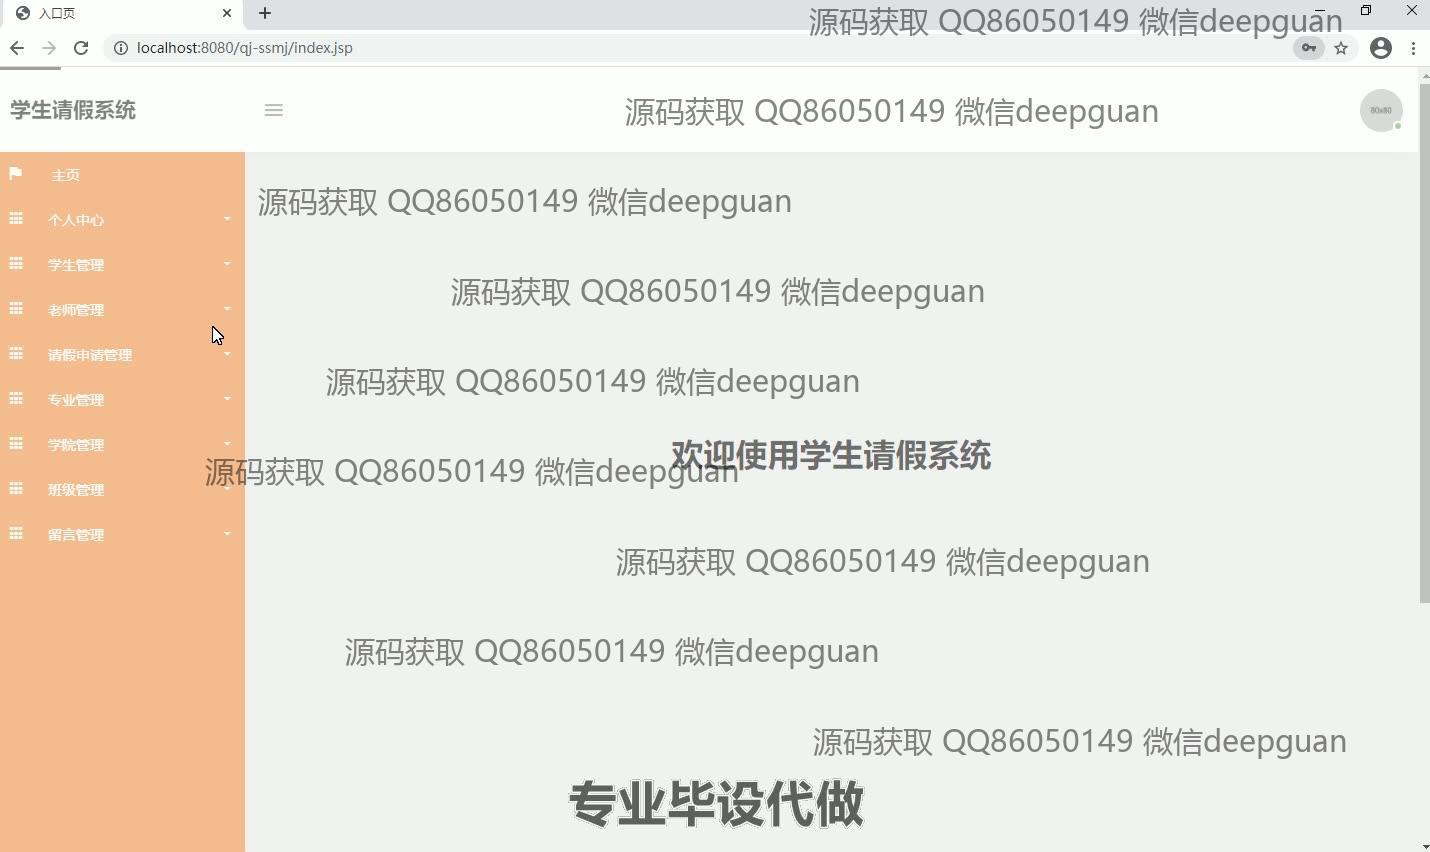 入口页
源码获取 QQ86050149 微信deepguan
localhost:8080/qj-ssmj/index.jsp
学生请假系统
源码获取 QQ86050149 微信deepguan
80x80
主页
源码获取 QQ86050149 微信deepguan
个人中心
学生管理
源码获取 QQ86050149 微信deepguan
老师管理
请假申请管理
源码获取 QQ86050149 微信deepguan
专业管理
学院管理
欢迎使用学生请假系统
源码获取 QQ86050149 微信deepguan
班级管理
留言管理
源码获取 QQ86050149 微信deepguan
源码获取 QQ86050149 微信deepguan
源码获取 QQ86050149 微信deepguan
专业毕设代做